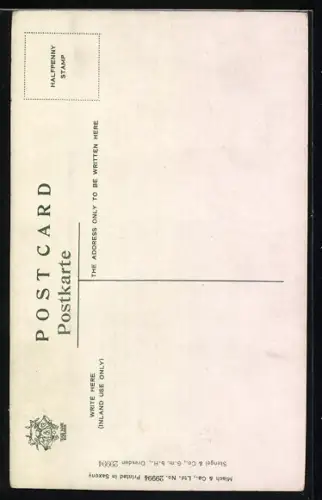 POST CARD
Postkarte
HALFPENNY
STAMP
WRITE HERE
(INLAND USE ONLY)
THE ADDRESS ONLY TO BE WRITTEN HERE
Stengel & Co., G. m. b. H., Dresden 29994
Misch & Co., Ltd., No. 29994 Printed in Saxony